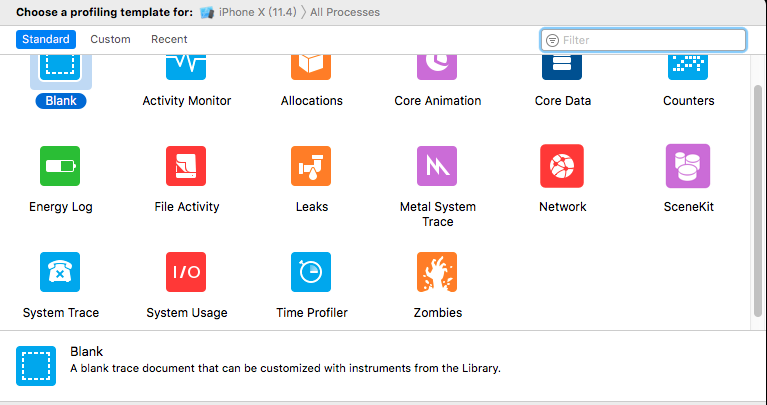 Choose a profiling template for: iPhone X (11.4) 〉 All Processes
Standard Custom Recent Filter
Blank Activity Monitor Allocations Core Animation Core Data Counters
Energy Log File Activity Leaks Metal System Trace Network SceneKit
I/O
System Trace System Usage Time Profiler Zombies
Blank
A blank trace document that can be customized with instruments from the Library.